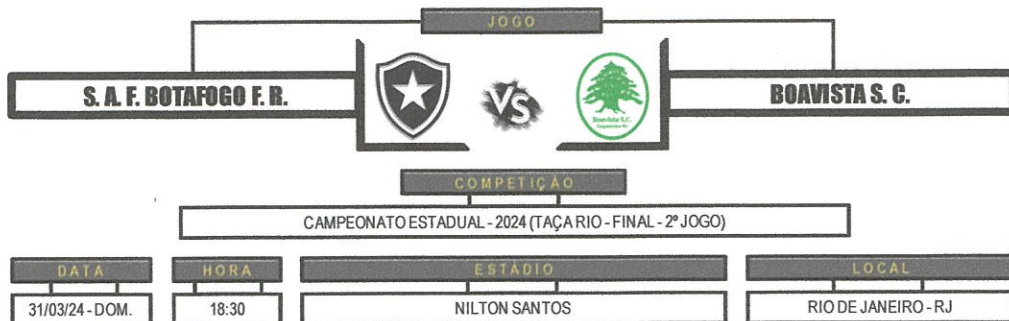 JOGO
S. A. F. BOTAFOGO F. R.
VS
Boavista S.C.
BOAVISTA S. C.
COMPETIÇÃO
CAMPEONATO ESTADUAL - 2024 (TAÇA RIO - FINAL - 2º JOGO)
DATA
HORA
ESTÁDIO
LOCAL
31/03/24 - DOM.
18:30
NILTON SANTOS
RIO DE JANEIRO - RJ